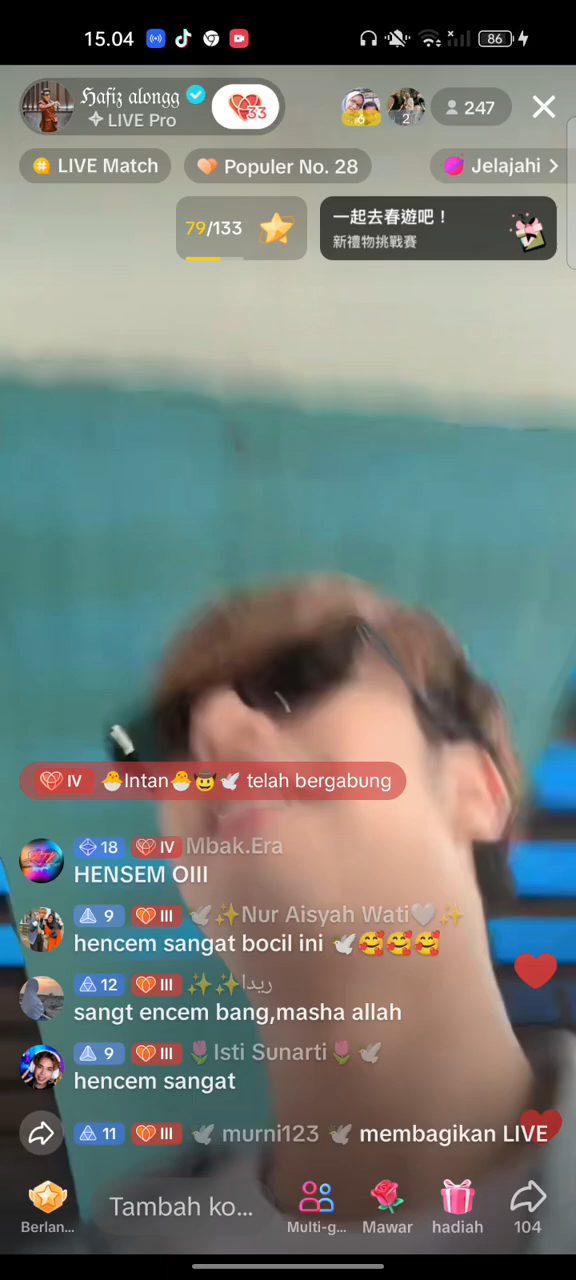 15.04
86
ℌafiz alongg
LIVE Pro
33
6
2
247
LIVE Match
Populer No. 28
Jelajahi >
79/133
一起去春遊吧！
新禮物挑戰賽
IV 🐣Intan🐣🤠🕊️ telah bergabung
18 IV Mbak.Era
HENSEM OIII
9 III 🕊️✨Nur Aisyah Wati🤍✨
hencem sangat bocil ini 🕊️🥰🥰🥰
12 III ✨✨ريدا
sangt encem bang,masha allah
9 III 🌷Isti Sunarti🌷🕊️
hencem sangat
11 III 🕊️ murni123 🕊️ membagikan LIVE
Tambah ko...
Berlan...
Multi-g...
Mawar
hadiah
104